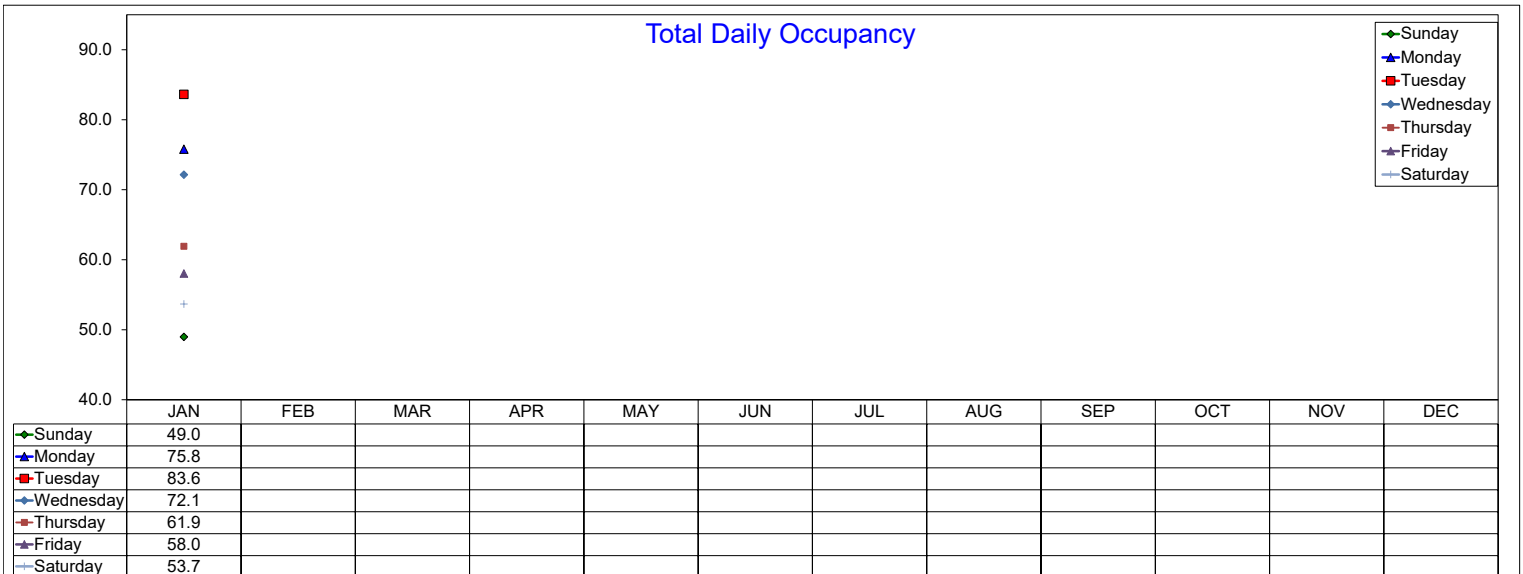 Total Daily Occupancy
90.0
80.0
70.0
60.0
50.0
40.0
Sunday
Monday
Tuesday
Wednesday
Thursday
Friday
Saturday
JAN FEB MAR APR MAY JUN JUL AUG SEP OCT NOV DEC
Sunday 49.0
Monday 75.8
Tuesday 83.6
Wednesday 72.1
Thursday 61.9
Friday 58.0
Saturday 53.7